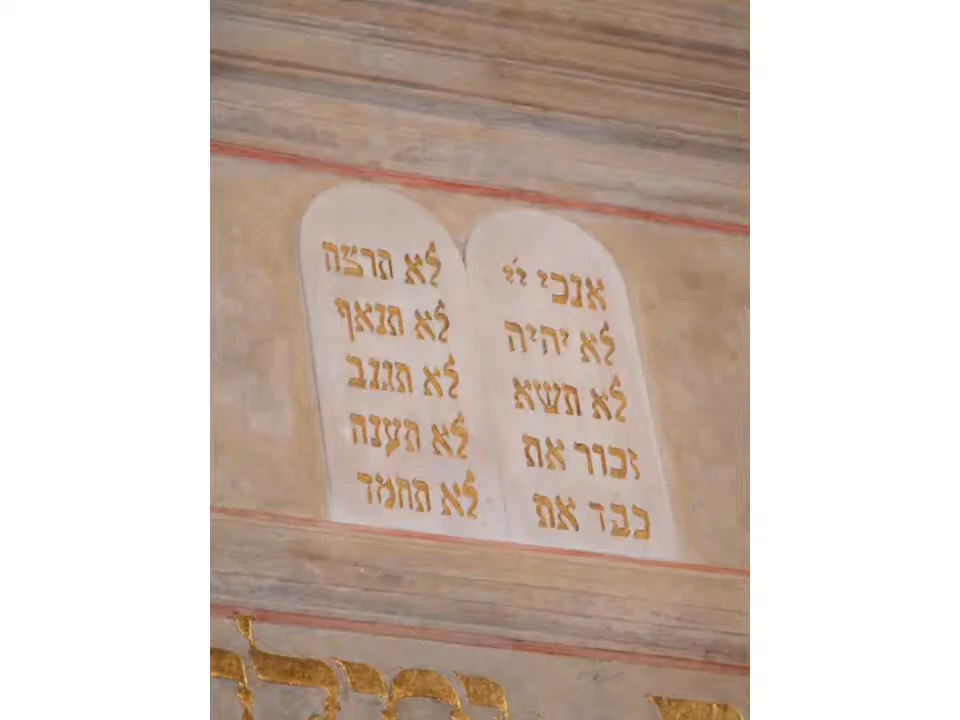 אנכי יי
לא יהיה
לא תשא
זכור את
כבד את
לא תרצה
לא תנאף
לא תגנב
לא תענה
לא תחמד